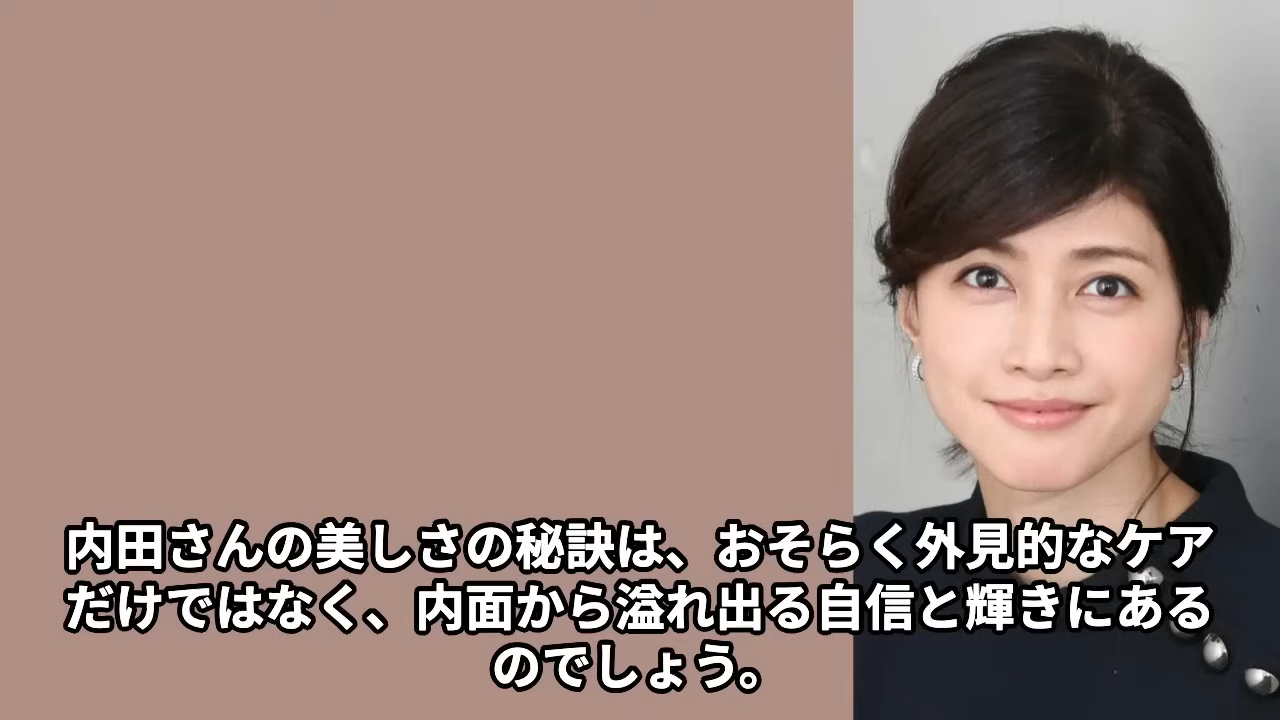 内田さんの美しさの秘訣は、おそらく外見的なケア
だけではなく、内面から溢れ出る自信と輝きにある
のでしょう。